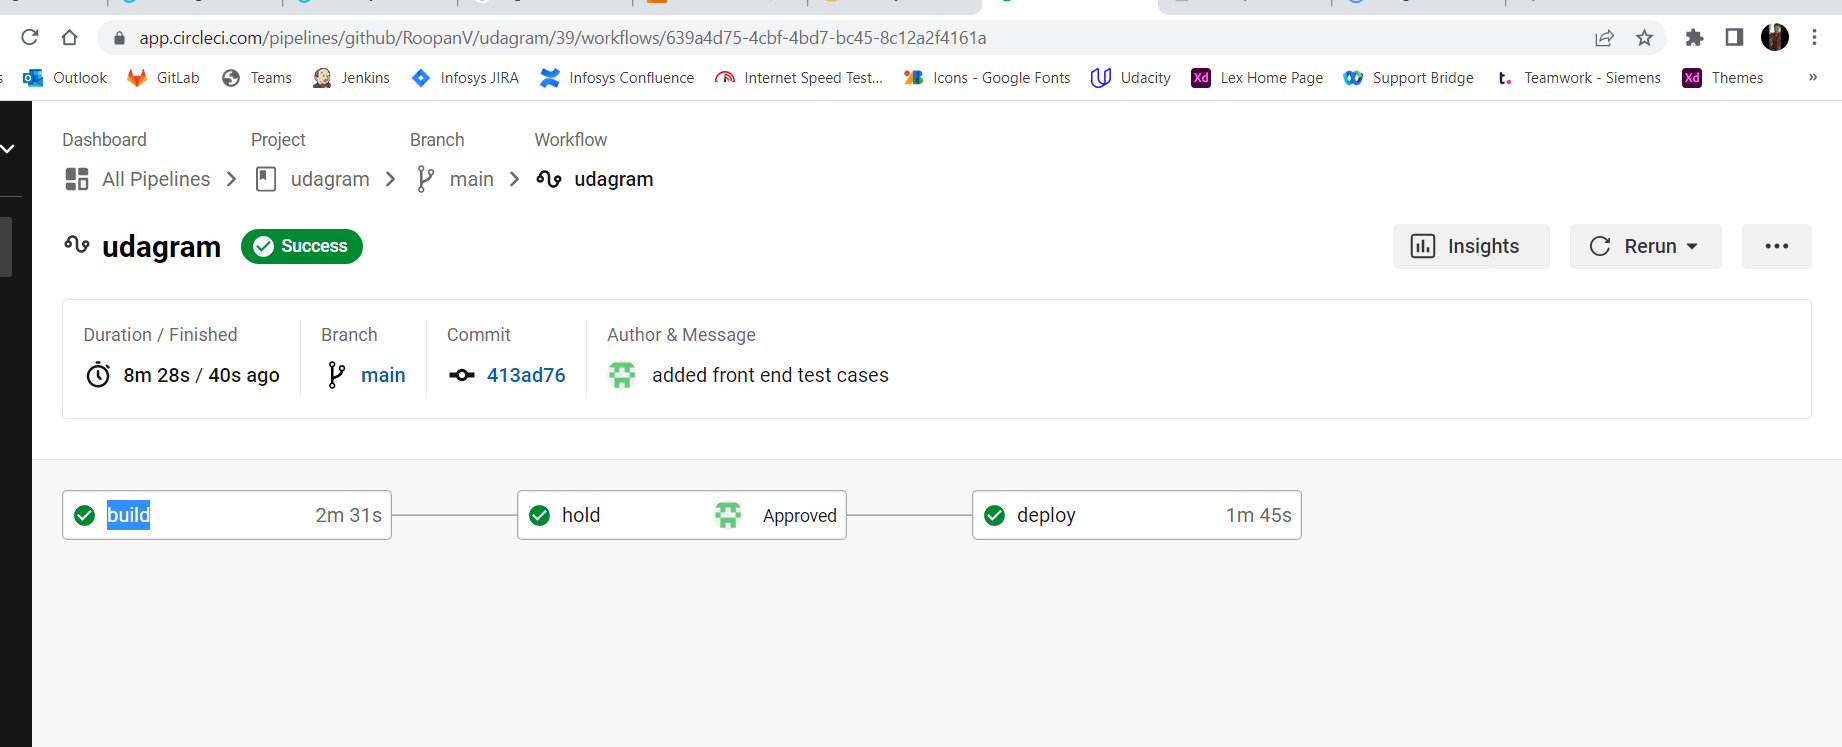 app.circleci.com/pipelines/github/RoopanV/udagram/39/workflows/639a4d75-4cbf-4bd7-bc45-8c12a2f4161a
Outlook GitLab Teams Jenkins Infosys JIRA Infosys Confluence Internet Speed Test... Icons - Google Fonts Udacity Xd Lex Home Page Support Bridge t. Teamwork - Siemens Xd Themes »
Dashboard Project Branch Workflow
All Pipelines udagram main udagram
udagram Success Insights Rerun
Duration / Finished Branch Commit Author & Message
8m 28s / 40s ago main 413ad76 added front end test cases
build 2m 31s hold Approved deploy 1m 45s